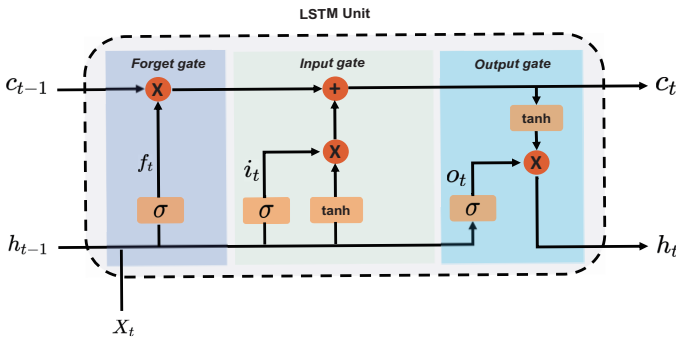 LSTM Unit
Forget gate
Input gate
Output gate
c_{t-1}
X
+
c_t
tanh
f_t
i_t
X
o_t
X
σ
σ
tanh
σ
h_{t-1}
h_t
X_t